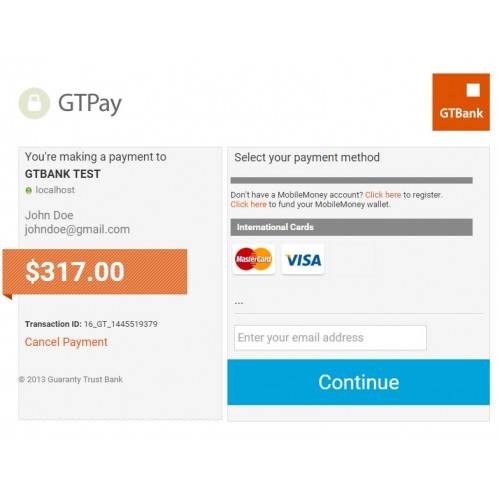 GTPay
GTBank
You're making a payment to
GTBANK TEST
localhost
John Doe
johndoe@gmail.com
$317.00
Transaction ID: 16_GT_1445519379
Cancel Payment
© 2013 Guaranty Trust Bank
Select your payment method
Don't have a MobileMoney account? Click here to register.
Click here to fund your MobileMoney wallet.
International Cards
MasterCard
VISA
...
Enter your email address
Continue